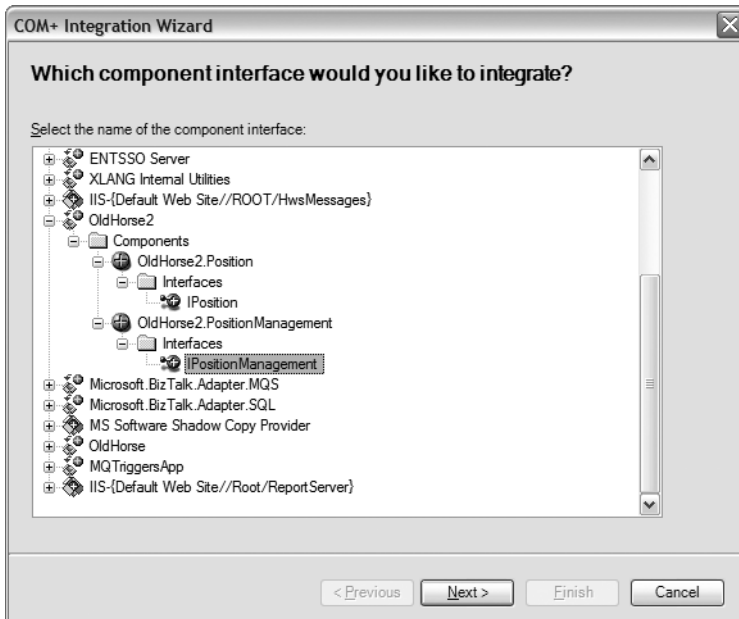 COM+ Integration Wizard
Which component interface would you like to integrate?
Select the name of the component interface:
ENTSSO Server
XLANG Internal Utilities
IIS-{Default Web Site//ROOT/HwsMessages}
OldHorse2
Components
OldHorse2.Position
Interfaces
IPosition
OldHorse2.PositionManagement
Interfaces
IPositionManagement
Microsoft.BizTalk.Adapter.MQS
Microsoft.BizTalk.Adapter.SQL
MS Software Shadow Copy Provider
OldHorse
MQTriggersApp
IIS-{Default Web Site//Root/ReportServer}
< Previous Next > Finish Cancel